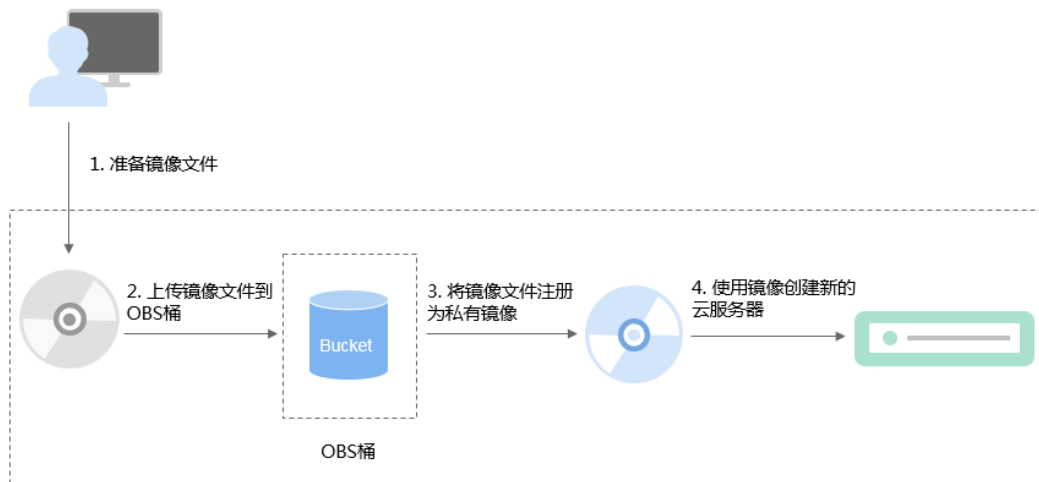 1. 准备镜像文件
2. 上传镜像文件到
OBS桶
Bucket
OBS桶
3. 将镜像文件注册
为私有镜像
4. 使用镜像创建新的
云服务器